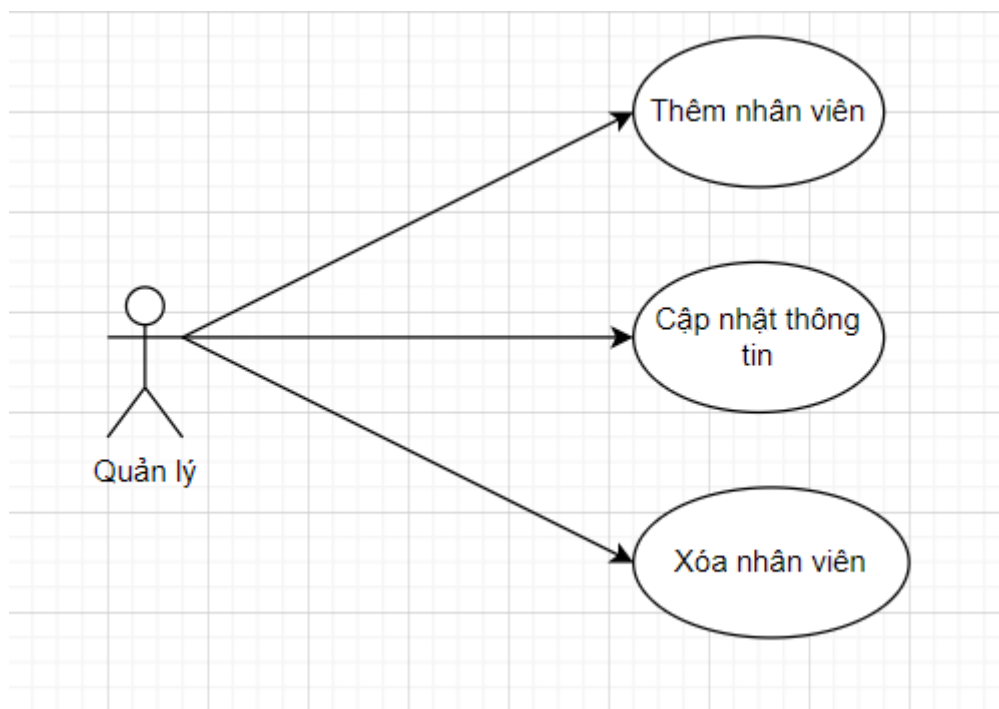 Thêm nhân viên
Cập nhật thông
tin
Quản lý
Xóa nhân viên